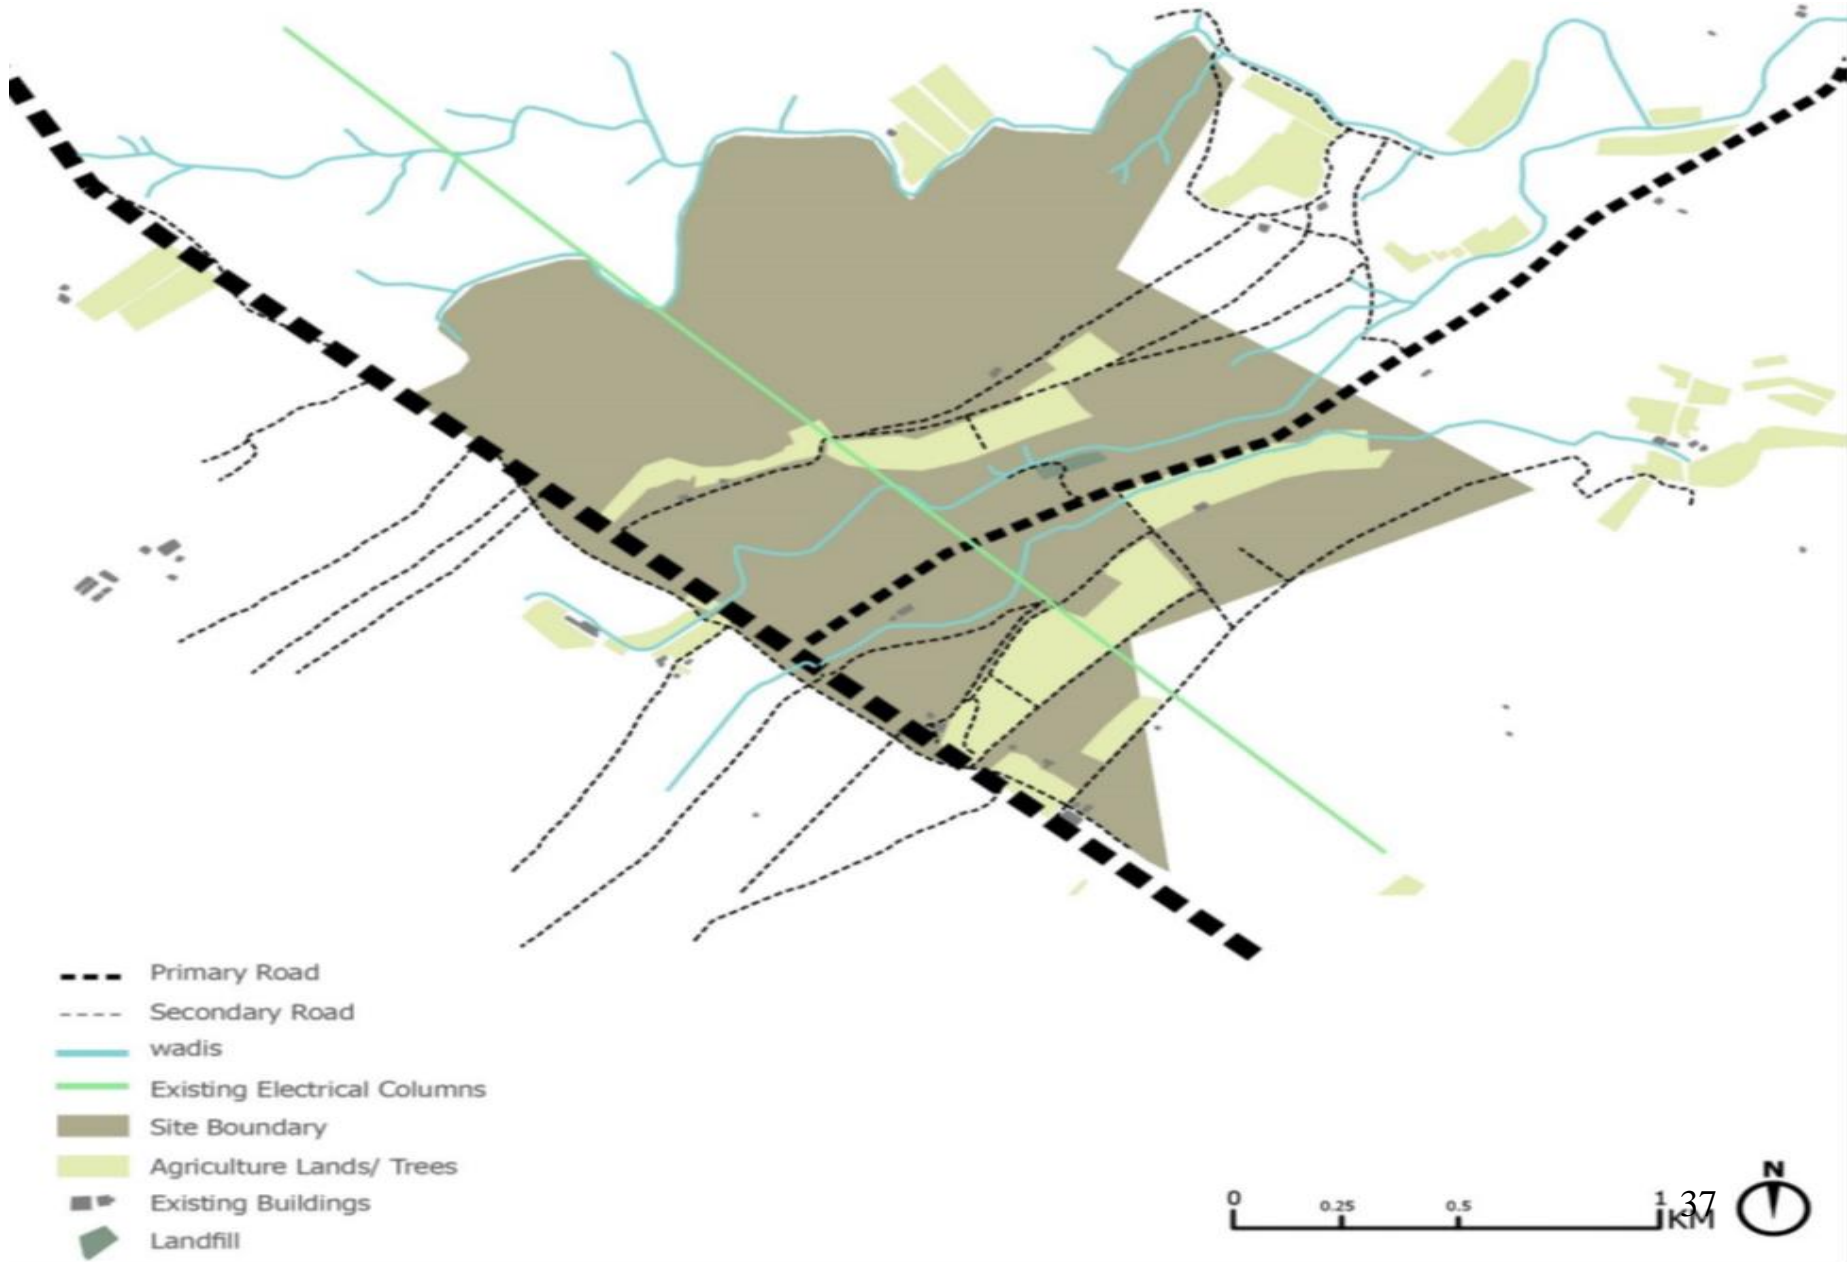 Primary Road
Secondary Road
wadis
Existing Electrical Columns
Site Boundary
Agriculture Lands/ Trees
Existing Buildings
Landfill
0 0.25 0.5 1 KM
37
N